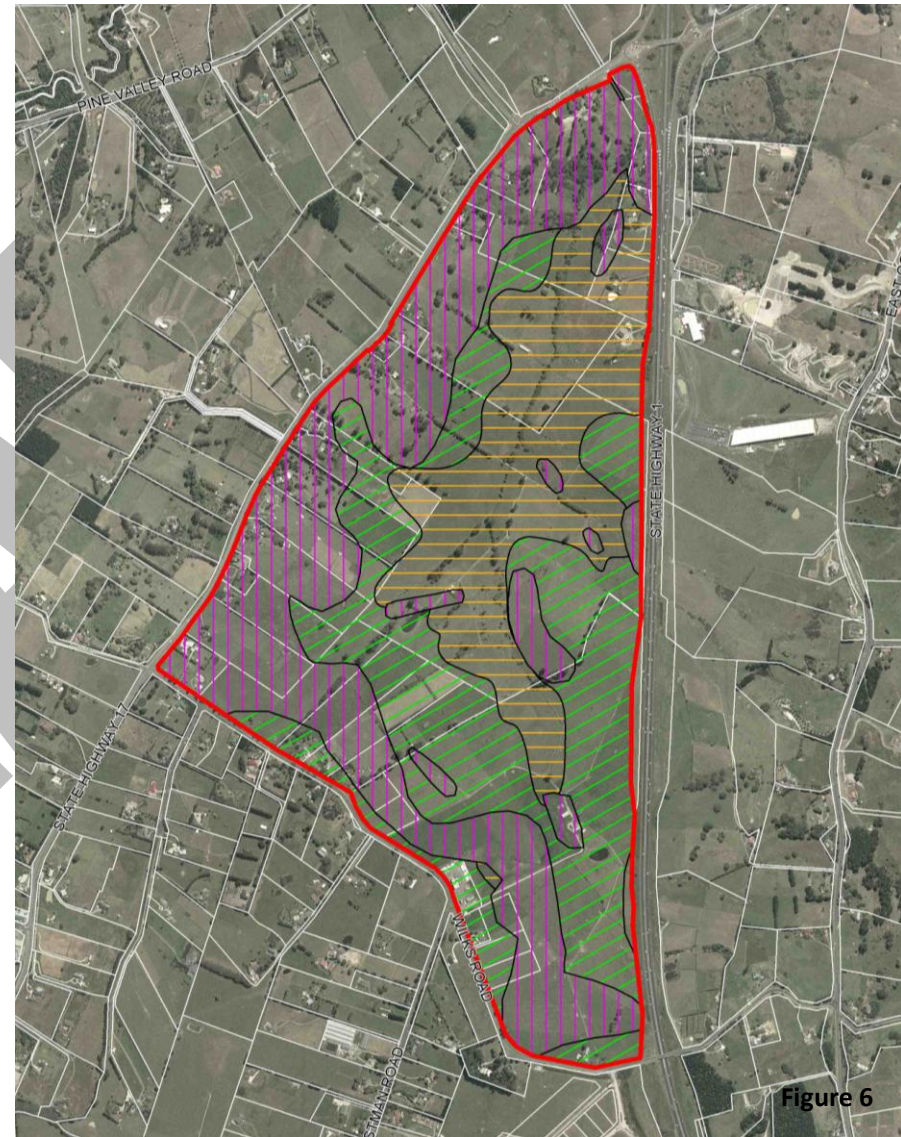 PINE VALLEY ROAD
STATE HIGHWAY 1
STATE HIGHWAY 17
WILKS ROAD
Figure 6